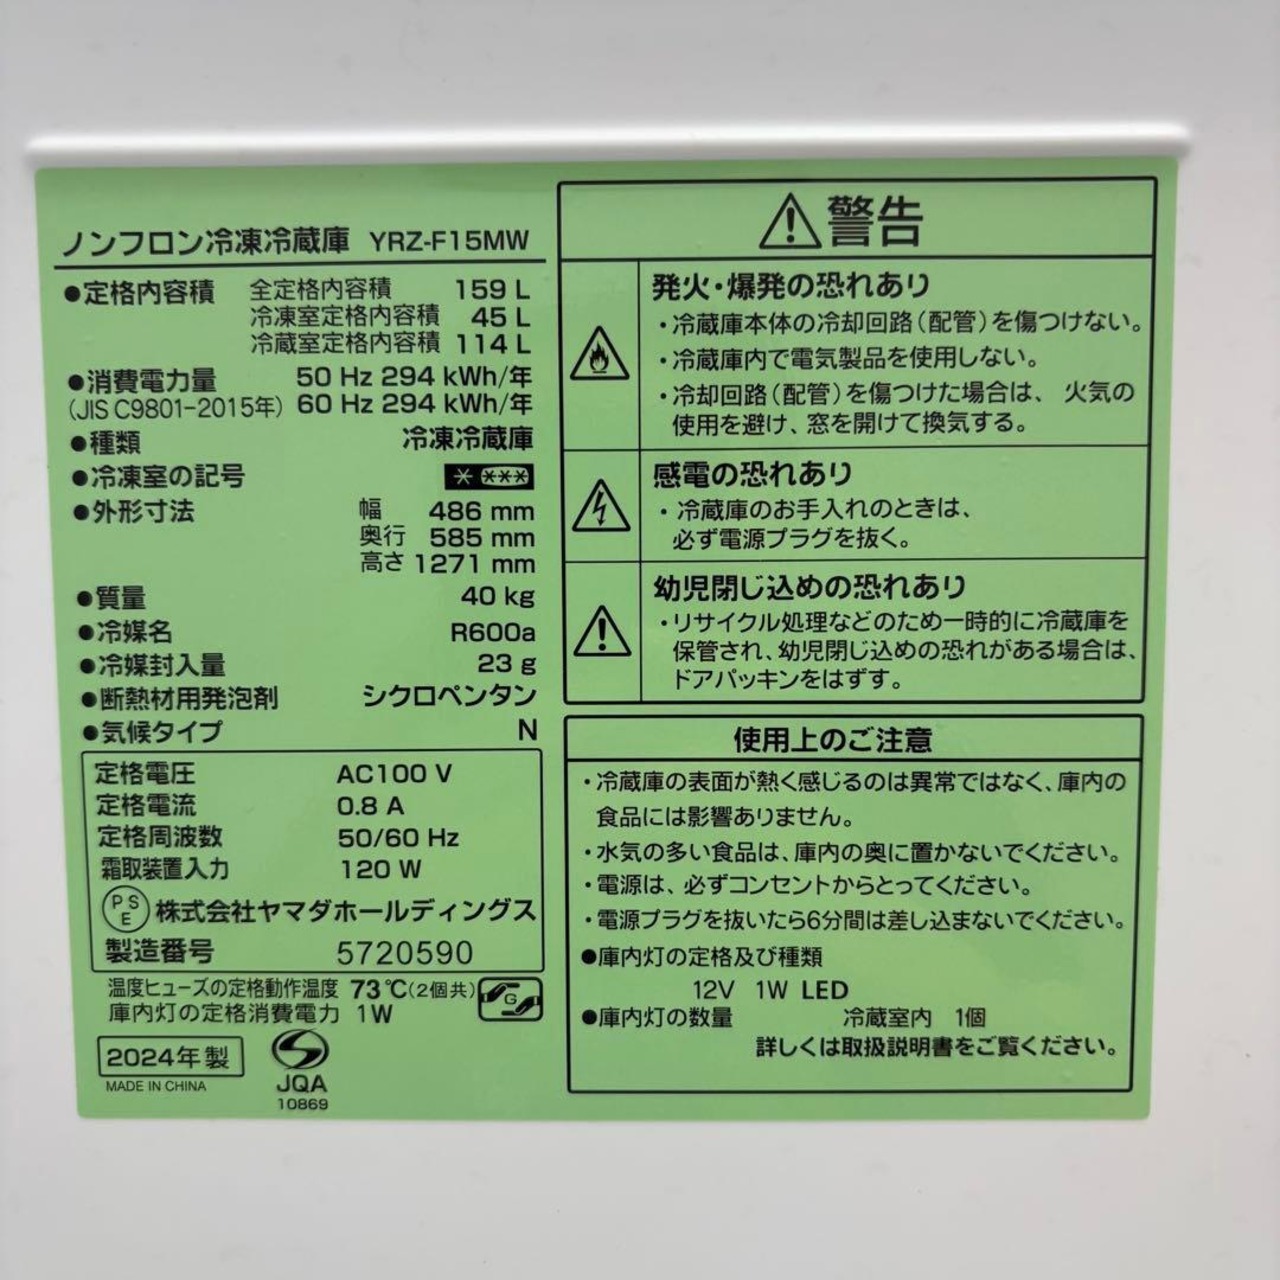 ノンフロン冷凍冷蔵庫 YRZ-F15MW
●定格内容積 全定格内容積 159 L
冷凍室定格内容積 45 L
冷蔵室定格内容積 114 L
●消費電力量 50 Hz 294 kWh/年
(JIS C9801-2015年) 60 Hz 294 kWh/年
●種類 冷凍冷蔵庫
●冷凍室の記号 * ***
●外形寸法 幅 486 mm
奥行 585 mm
高さ 1271 mm
●質量 40 kg
●冷媒名 R600a
●冷媒封入量 23 g
●断熱材用発泡剤 シクロペンタン
●気候タイプ N
定格電圧 AC100 V
定格電流 0.8 A
定格周波数 50/60 Hz
霜取装置入力 120 W
PSE 株式会社ヤマダホールディングス
製造番号 5720590
温度ヒューズの定格動作温度 73℃(2個共)
G
庫内灯の定格消費電力 1W
2024年製
MADE IN CHINA
JQA
10869
警告
発火・爆発の恐れあり
・冷蔵庫本体の冷却回路(配管)を傷つけない。
・冷蔵庫内で電気製品を使用しない。
・冷却回路(配管)を傷つけた場合は、火気の
使用を避け、窓を開けて換気する。
感電の恐れあり
・冷蔵庫のお手入れのときは、
必ず電源プラグを抜く。
幼児閉じ込めの恐れあり
・リサイクル処理などのため一時的に冷蔵庫を
保管され、幼児閉じ込めの恐れがある場合は、
ドアパッキンをはずす。
使用上のご注意
・冷蔵庫の表面が熱く感じるのは異常ではなく、庫内の
食品には影響ありません。
・水気の多い食品は、庫内の奥に置かないでください。
・電源は、必ずコンセントからとってください。
・電源プラグを抜いたら6分間は差し込まないでください。
●庫内灯の定格及び種類
12V 1W LED
●庫内灯の数量 冷蔵室内 1個
詳しくは取扱説明書をご覧ください。